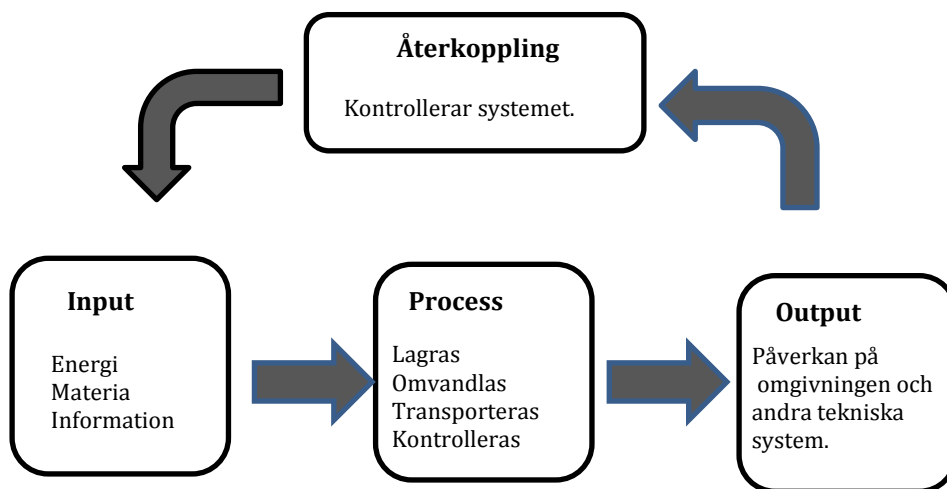 Återkoppling
Kontrollerar systemet.
Input
Energi
Materia
Information
Process
Lagras
Omvandlas
Transporteras
Kontrolleras
Output
Påverkan på
omgivningen och
andra tekniska
system.